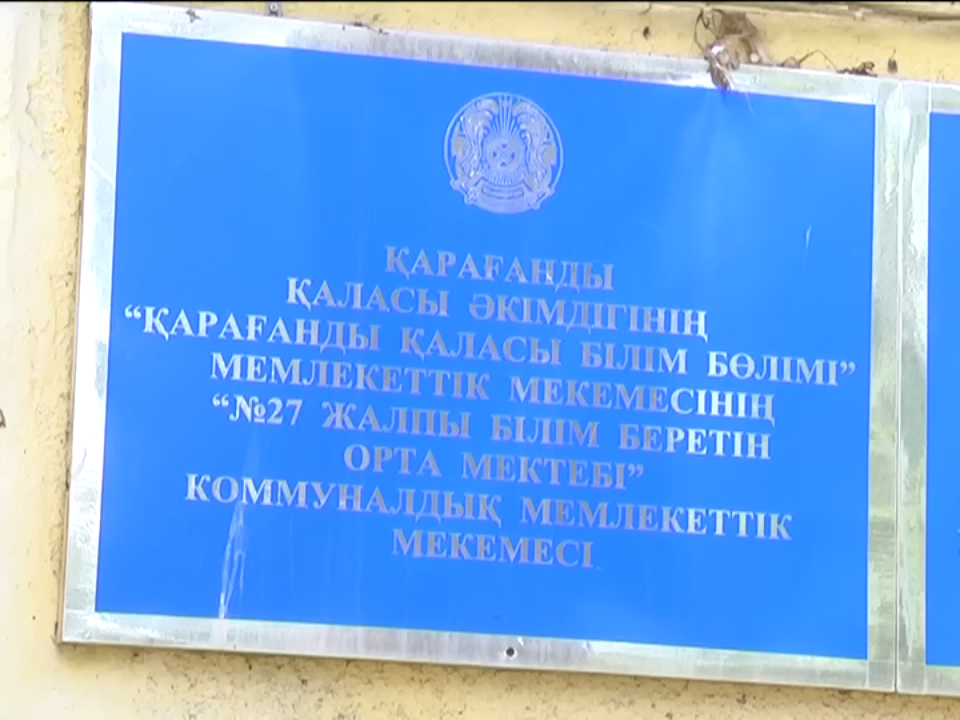 ҚАРАҒАНДЫ
ҚАЛАСЫ ӘКІМДІГІНІҢ
“ҚАРАҒАНДЫ ҚАЛАСЫ БІЛІМ БӨЛІМІ”
МЕМЛЕКЕТТІК МЕКЕМЕСІНІҢ
“№27 ЖАЛПЫ БІЛІМ БЕРЕТІН
ОРТА МЕКТЕБІ”
КОММУНАЛДЫҚ МЕМЛЕКЕТТІК
МЕКЕМЕСІ